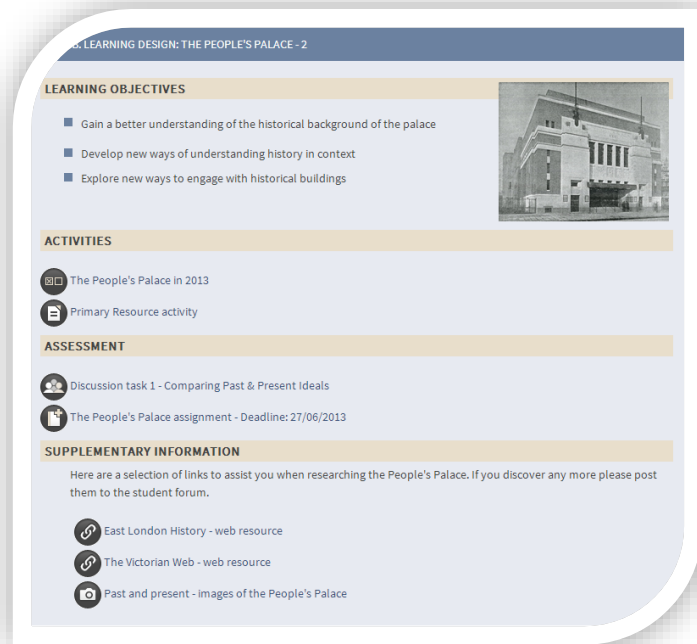 B. LEARNING DESIGN: THE PEOPLE'S PALACE - 2
LEARNING OBJECTIVES
Gain a better understanding of the historical background of the palace
Develop new ways of understanding history in context
Explore new ways to engage with historical buildings
ACTIVITIES
The People's Palace in 2013
Primary Resource activity
ASSESSMENT
Discussion task 1 - Comparing Past & Present Ideals
The People's Palace assignment - Deadline: 27/06/2013
SUPPLEMENTARY INFORMATION
Here are a selection of links to assist you when researching the People's Palace. If you discover any more please post
them to the student forum.
East London History - web resource
The Victorian Web - web resource
Past and present - images of the People's Palace